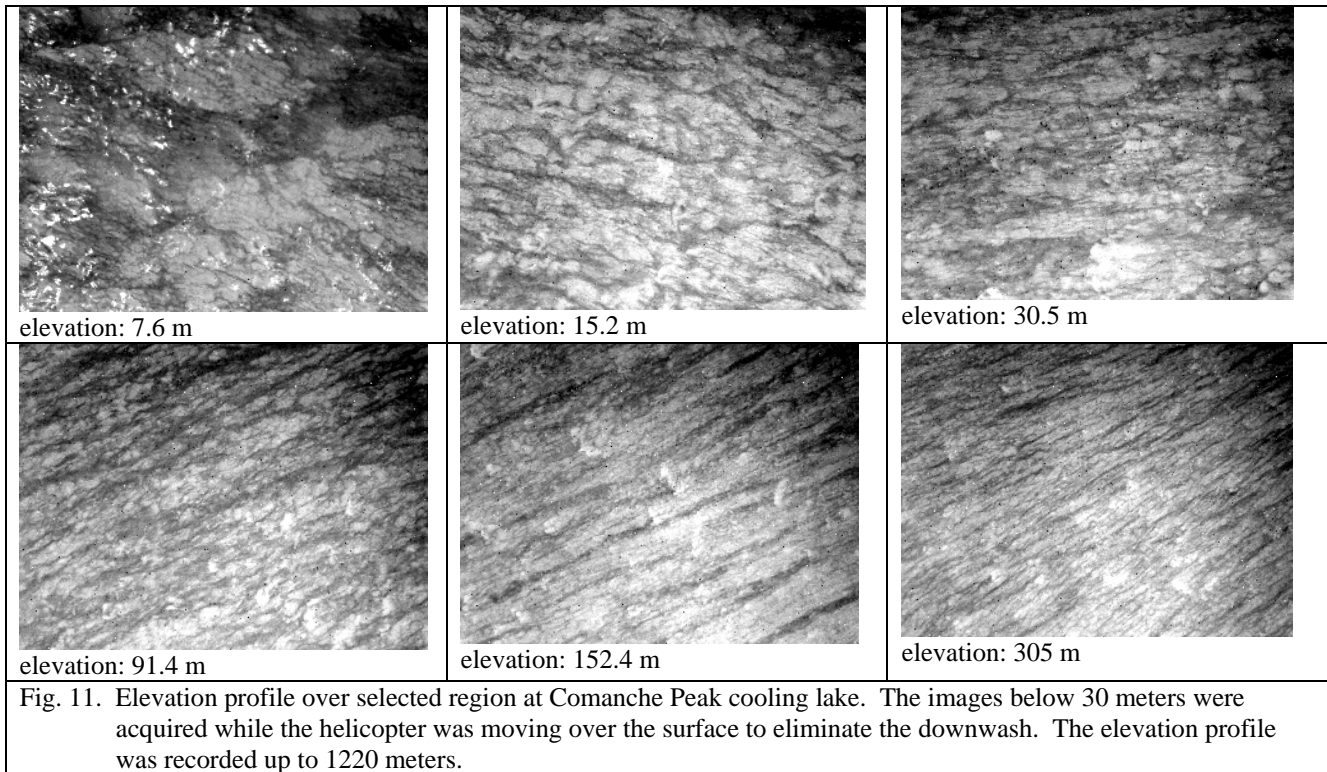 elevation: 7.6 m
elevation: 15.2 m
elevation: 30.5 m
elevation: 91.4 m
elevation: 152.4 m
elevation: 305 m
Fig. 11. Elevation profile over selected region at Comanche Peak cooling lake. The images below 30 meters were
acquired while the helicopter was moving over the surface to eliminate the downwash. The elevation profile
was recorded up to 1220 meters.